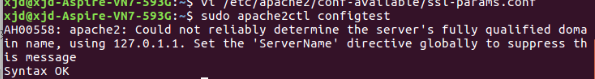 xjd@xjd-Aspire-VN7-593G:~$ vi /etc/apache2/conf-available/ssl-params.conf
xjd@xjd-Aspire-VN7-593G:~$ sudo apache2ctl configtest
AH00558: apache2: Could not reliably determine the server's fully qualified doma
in name, using 127.0.1.1. Set the 'ServerName' directive globally to suppress th
is message
Syntax OK